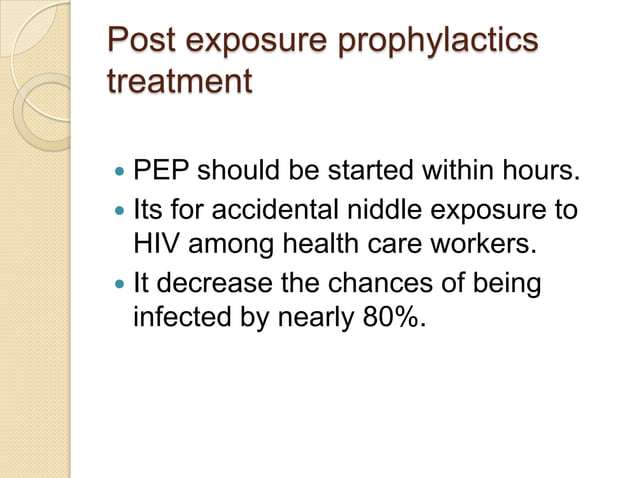 Post exposure prophylactics
treatment
PEP should be started within hours.
Its for accidental niddle exposure to
HIV among health care workers.
It decrease the chances of being
infected by nearly 80%.